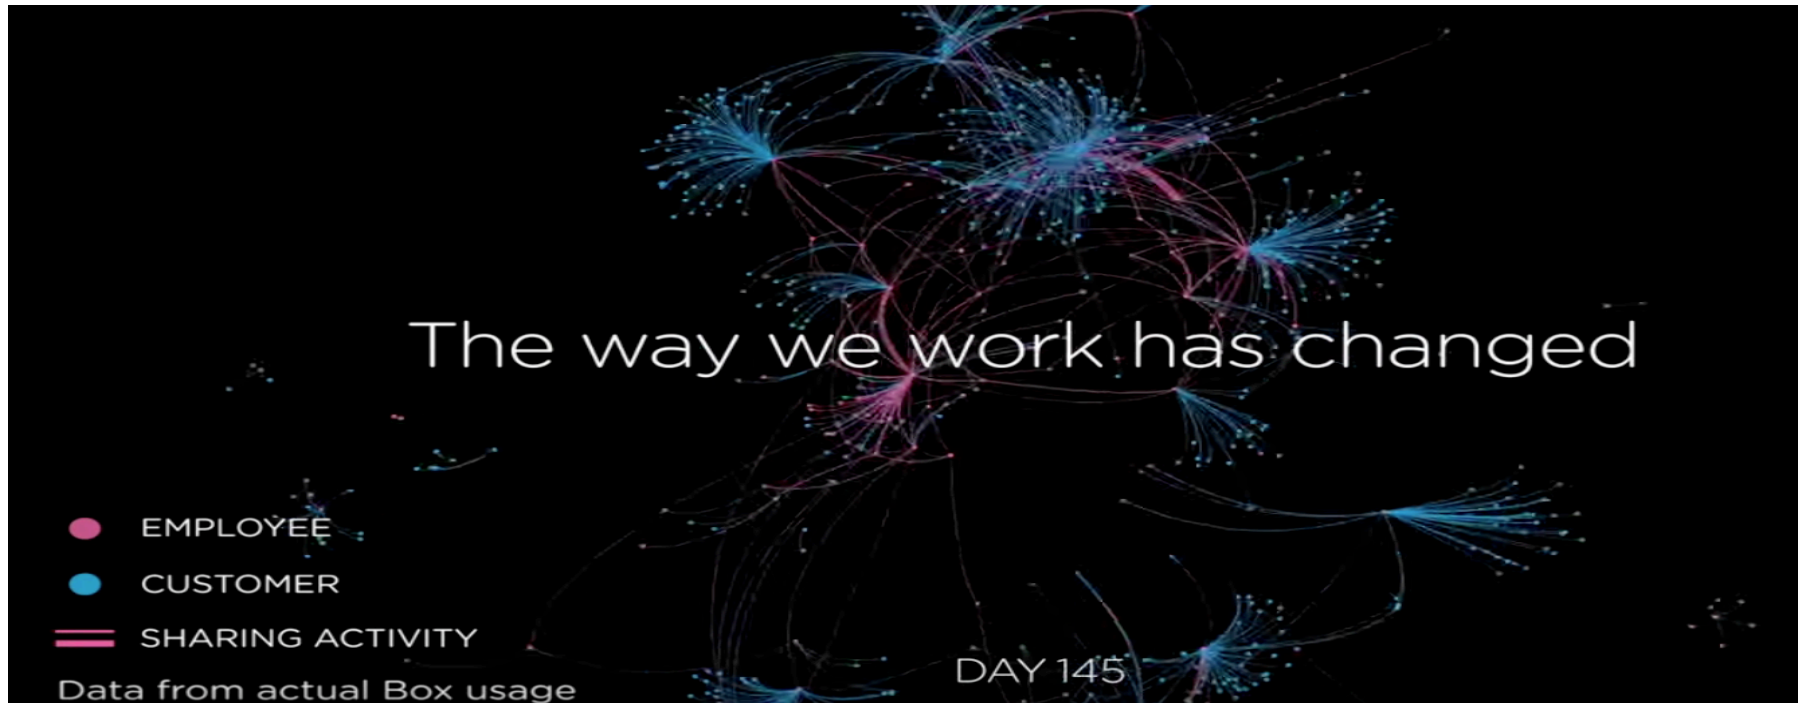 The way we work has changed
EMPLOYEE
CUSTOMER
SHARING ACTIVITY
DAY 145
Data from actual Box usage